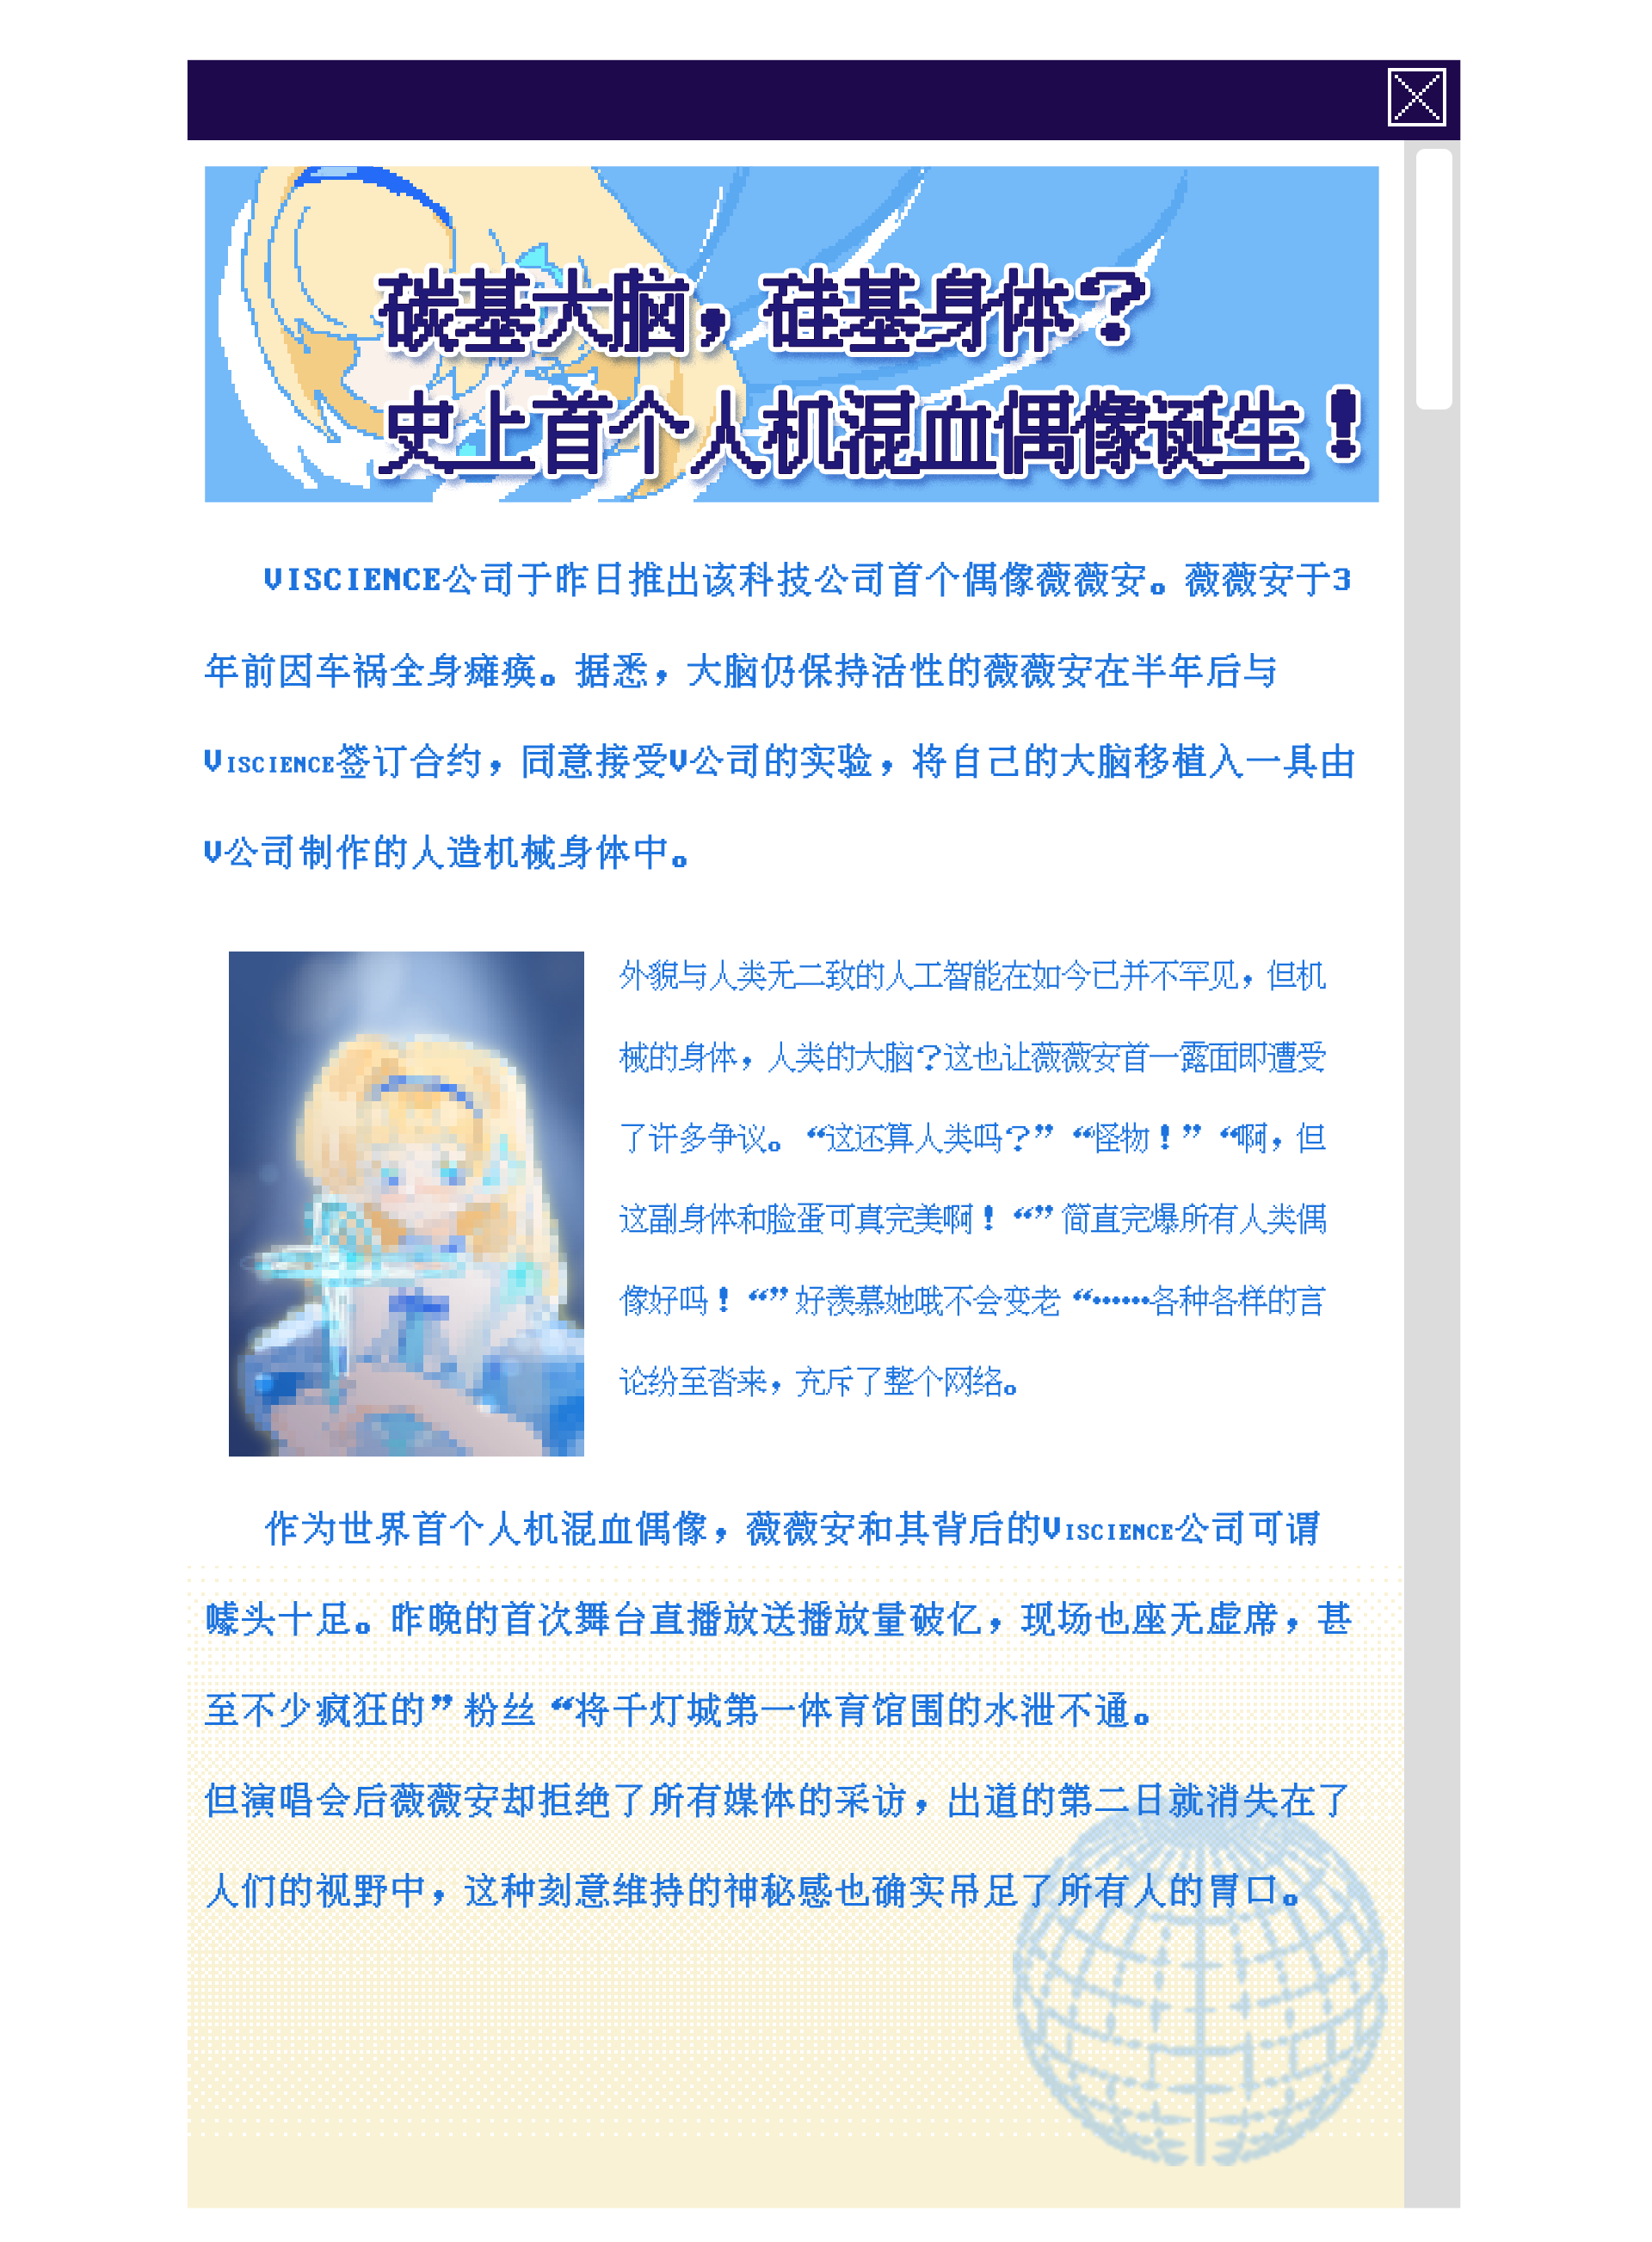 碳基大脑，硅基身体？
史上首个人机混血偶像诞生！
VISCIENCE公司于昨日推出该科技公司首个偶像薇薇安。薇薇安于3
年前因车祸全身瘫痪。据悉，大脑仍保持活性的薇薇安在半年后与
VISCIENCE签订合约，同意接受V公司的实验，将自己的大脑移植入一具由
V公司制作的人造机械身体中。
外貌与人类无二致的人工智能在如今已并不罕见，但机
械的身体，人类的大脑？这也让薇薇安首一露面即遭受
了许多争议。“这还算人类吗？”“怪物！”“啊，但
这副身体和脸蛋可真完美啊！“”简直完爆所有人类偶
像好吗！“”好羡慕她哦不会变老“……各种各样的言
论纷至沓来，充斥了整个网络。
作为世界首个人机混血偶像，薇薇安和其背后的VISCIENCE公司可谓
噱头十足。昨晚的首次舞台直播放送播放量破亿，现场也座无虚席，甚
至不少疯狂的”粉丝“将千灯城第一体育馆围的水泄不通。
但演唱会后薇薇安却拒绝了所有媒体的采访，出道的第二日就消失在了
人们的视野中，这种刻意维持的神秘感也确实吊足了所有人的胃口。